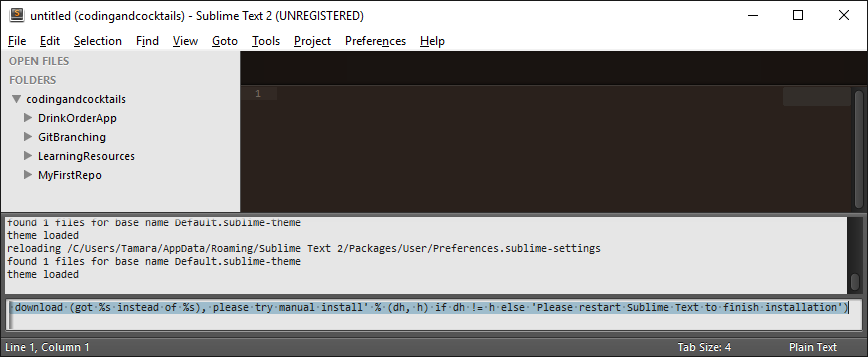 untitled (codingandcocktails) - Sublime Text 2 (UNREGISTERED)
File Edit Selection Find View Goto Tools Project Preferences Help
OPEN FILES
FOLDERS
codingandcocktails
DrinkOrderApp
GitBranching
LearningResources
MyFirstRepo
1
found 1 files for base name Default.sublime-theme
theme loaded
reloading /C/Users/Tamara/AppData/Roaming/Sublime Text 2/Packages/User/Preferences.sublime-settings
found 1 files for base name Default.sublime-theme
theme loaded
download (got %s instead of %s), please try manual install' % (dh, h) if dh != h else 'Please restart Sublime Text to finish installation')
Line 1, Column 1 Tab Size: 4 Plain Text